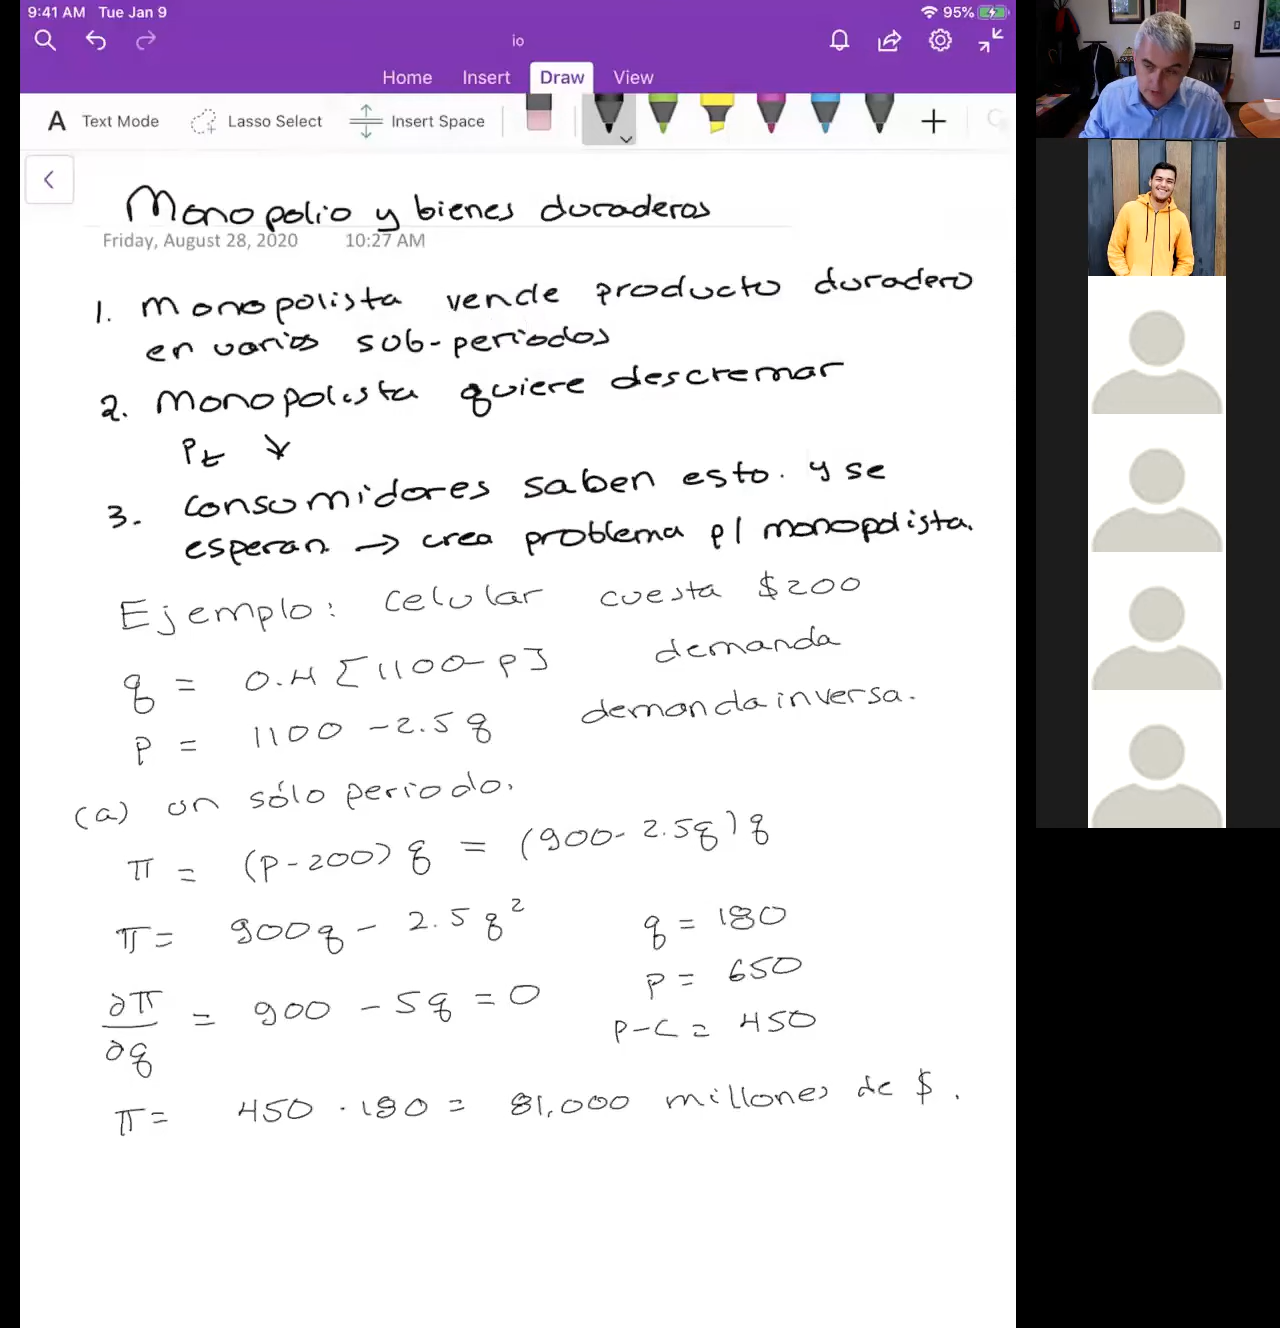 9:41 AM Tue Jan 9
95%
io
Home Insert Draw View
A Text Mode Lasso Select Insert Space
Monopolio y bienes duraderos
Friday, August 28, 2020 10:27 AM
1. Monopolista vende producto duradero
en varios sub-periodos
2. Monopolista quiere descremar
Pt ↓
3. Consumidores saben esto. y se
esperan. → crea problema p/ monopolista.
Ejemplo: celular cuesta $200
q = 0.4 [1100-p] demanda
p = 1100 - 2.5q demanda inversa.
(a) un sólo periodo.
π = (p-200) q = (900-2.5q) q
π = 900q - 2.5q²
q = 180
p = 650
∂π/∂q = 900 - 5q = 0
p-c = 450
π = 450 · 180 = 81,000 millones de $.